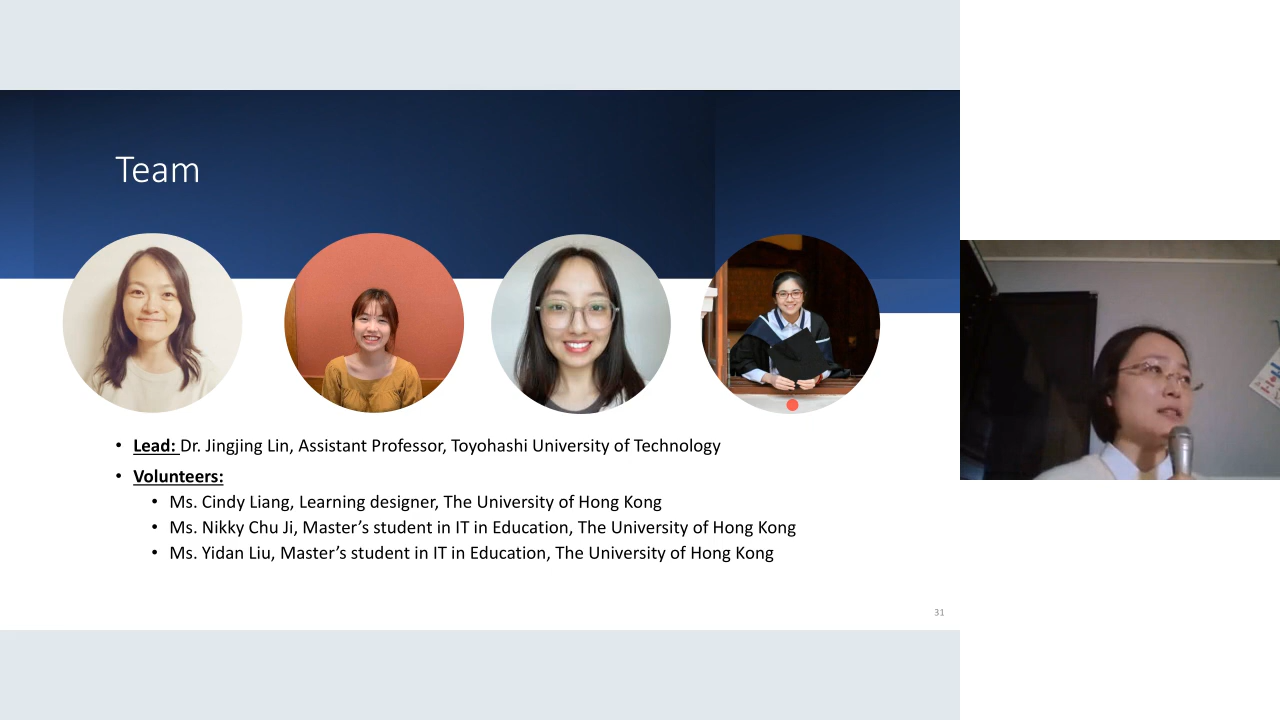 Team
• Lead: Dr. Jingjing Lin, Assistant Professor, Toyohashi University of Technology
• Volunteers:
• Ms. Cindy Liang, Learning designer, The University of Hong Kong
• Ms. Nikky Chu Ji, Master’s student in IT in Education, The University of Hong Kong
• Ms. Yidan Liu, Master’s student in IT in Education, The University of Hong Kong
31